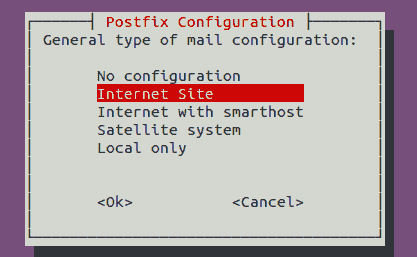 Postfix Configuration
General type of mail configuration:
No configuration
Internet Site
Internet with smarthost
Satellite system
Local only
<Ok> <Cancel>